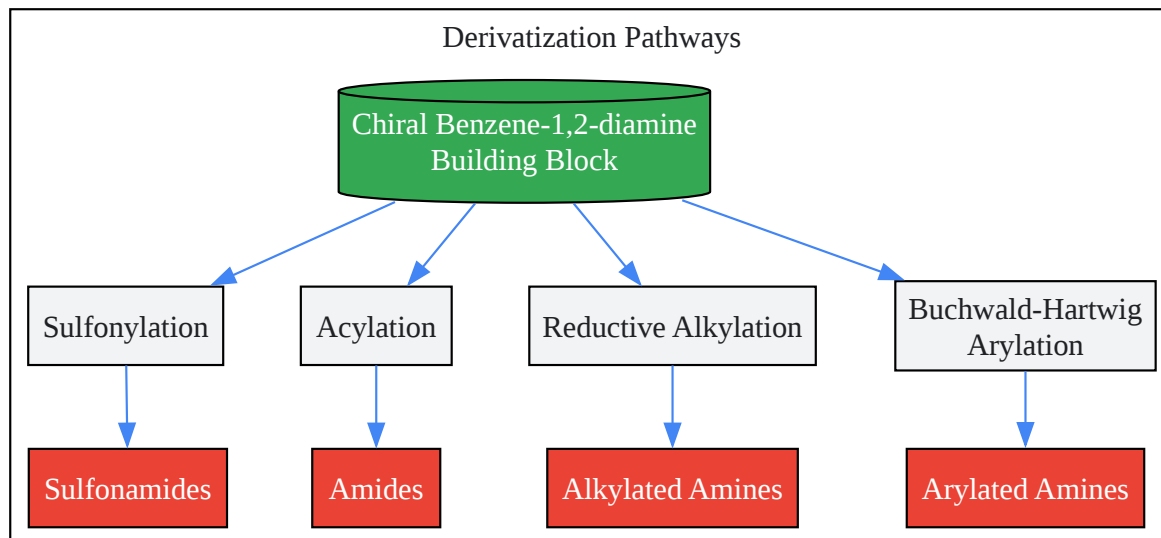 Derivatization Pathways
Chiral Benzene-1,2-diamine
Building Block
Sulfonylation
Acylation
Reductive Alkylation
Buchwald-Hartwig
Arylation
Sulfonamides
Amides
Alkylated Amines
Arylated Amines